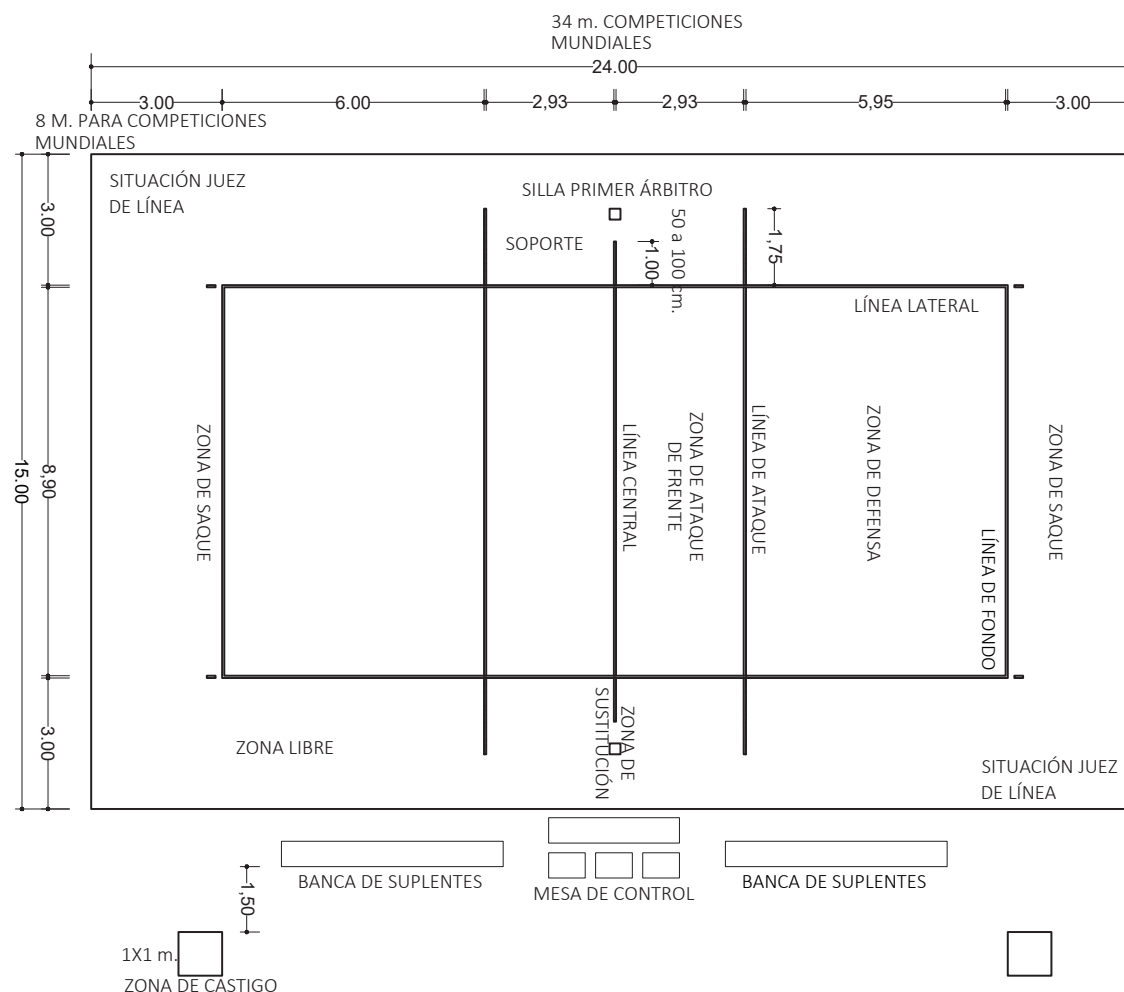 34 m. COMPETICIONES
MUNDIALES
24.00
3.00
6.00
2,93
2,93
5,95
3.00
8 M. PARA COMPETICIONES
MUNDIALES
SITUACIÓN JUEZ
DE LÍNEA
SILLA PRIMER ÁRBITRO
SOPORTE
50 a 100 cm.
1.00
1,75
3.00
LÍNEA LATERAL
ZONA DE SAQUE
LÍNEA CENTRAL
ZONA DE ATAQUE
DE FRENTE
LÍNEA DE ATAQUE
ZONA DE DEFENSA
LÍNEA DE FONDO
ZONA DE SAQUE
15.00
8,90
3.00
ZONA LIBRE
ZONA DE
SUSTITUCIÓN
SITUACIÓN JUEZ
DE LÍNEA
BANCA DE SUPLENTES
MESA DE CONTROL
BANCA DE SUPLENTES
1,50
1X1 m.
ZONA DE CASTIGO